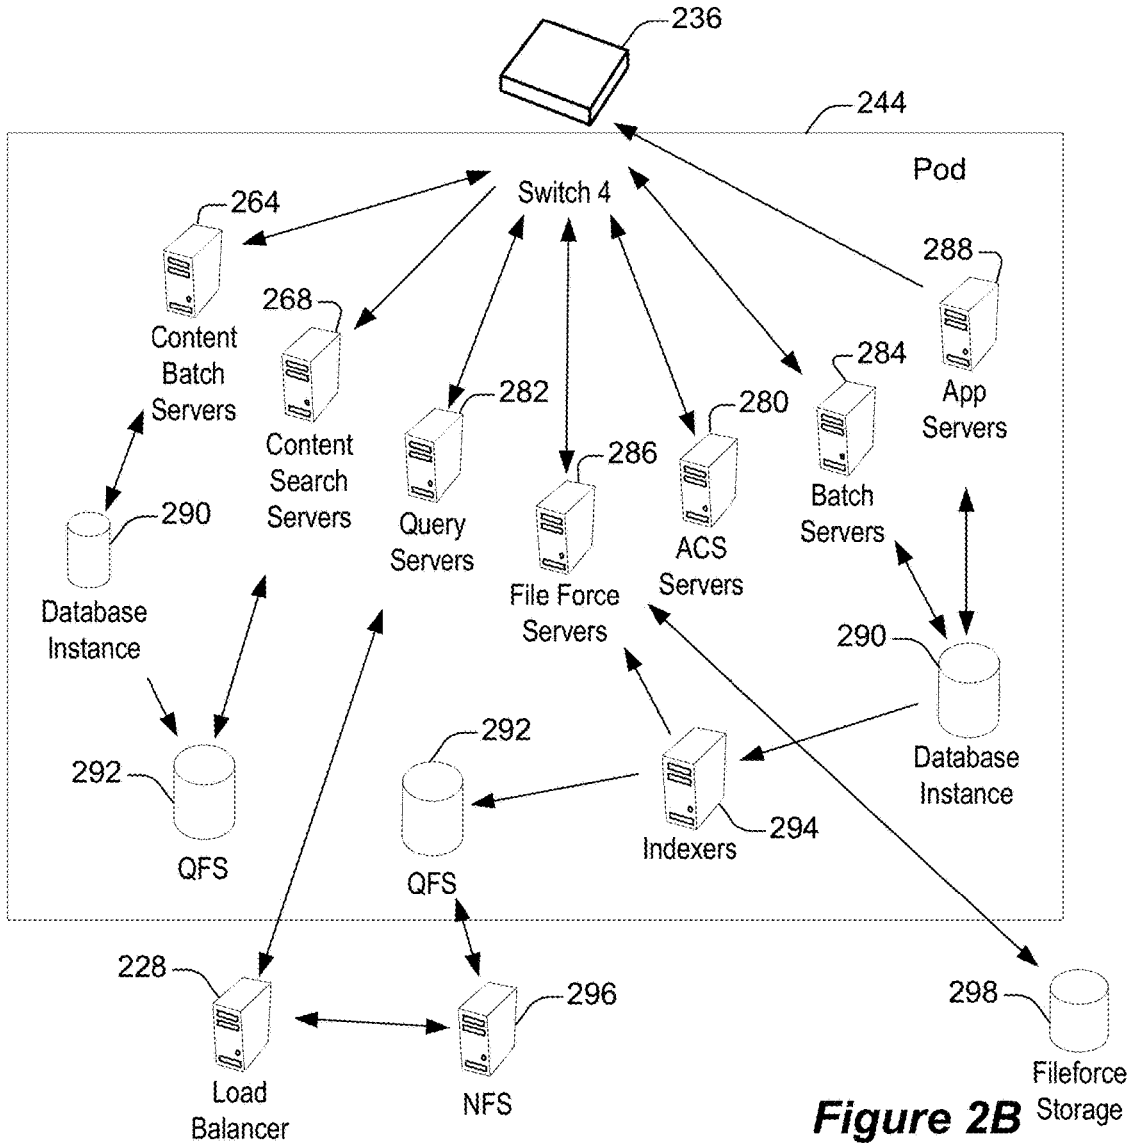 236
244
Pod
Switch 4
264
288
268
Content
Batch
Servers
284
App
Servers
282
280
Content
Search
Servers
286
Batch
Servers
290
Query
Servers
ACS
Servers
File Force
Servers
Database
Instance
290
292
292
Database
Instance
294
Indexers
QFS
QFS
228
296
298
Load
Balancer
NFS
Fileforce
Storage
Figure 2B